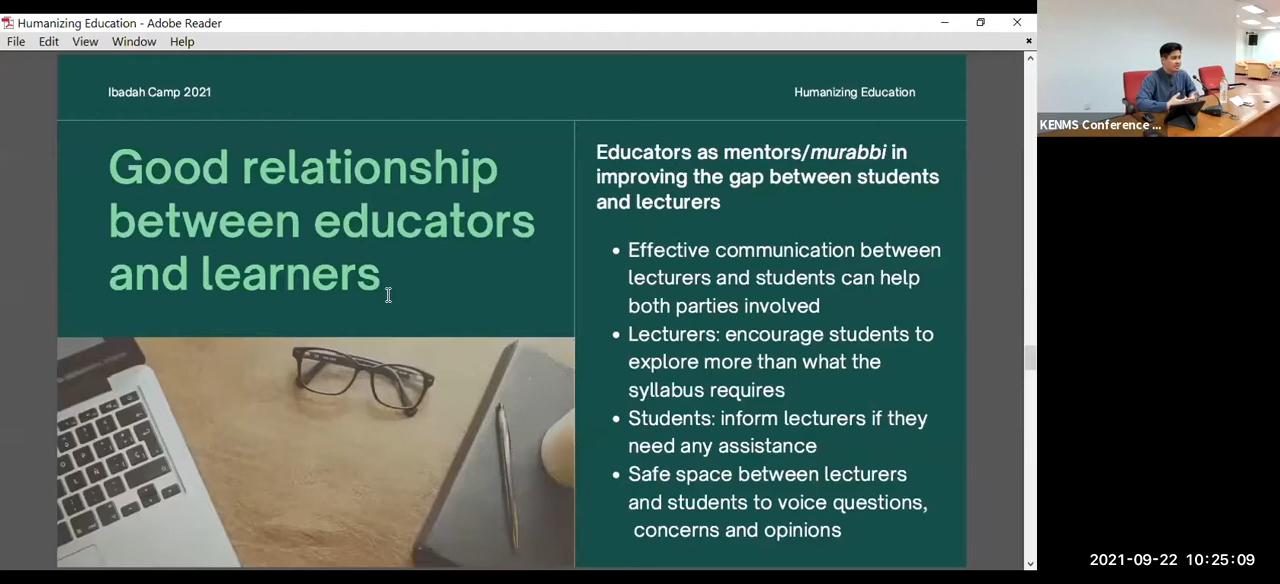 Humanizing Education - Adobe Reader
File Edit View Window Help
Ibadah Camp 2021
Humanizing Education
Good relationship
between educators
and learners
Educators as mentors/murabbi in
improving the gap between students
and lecturers
• Effective communication between
lecturers and students can help
both parties involved
• Lecturers: encourage students to
explore more than what the
syllabus requires
• Students: inform lecturers if they
need any assistance
• Safe space between lecturers
and students to voice questions,
concerns and opinions
KENMS Conference ...
2021-09-22 10:25:09